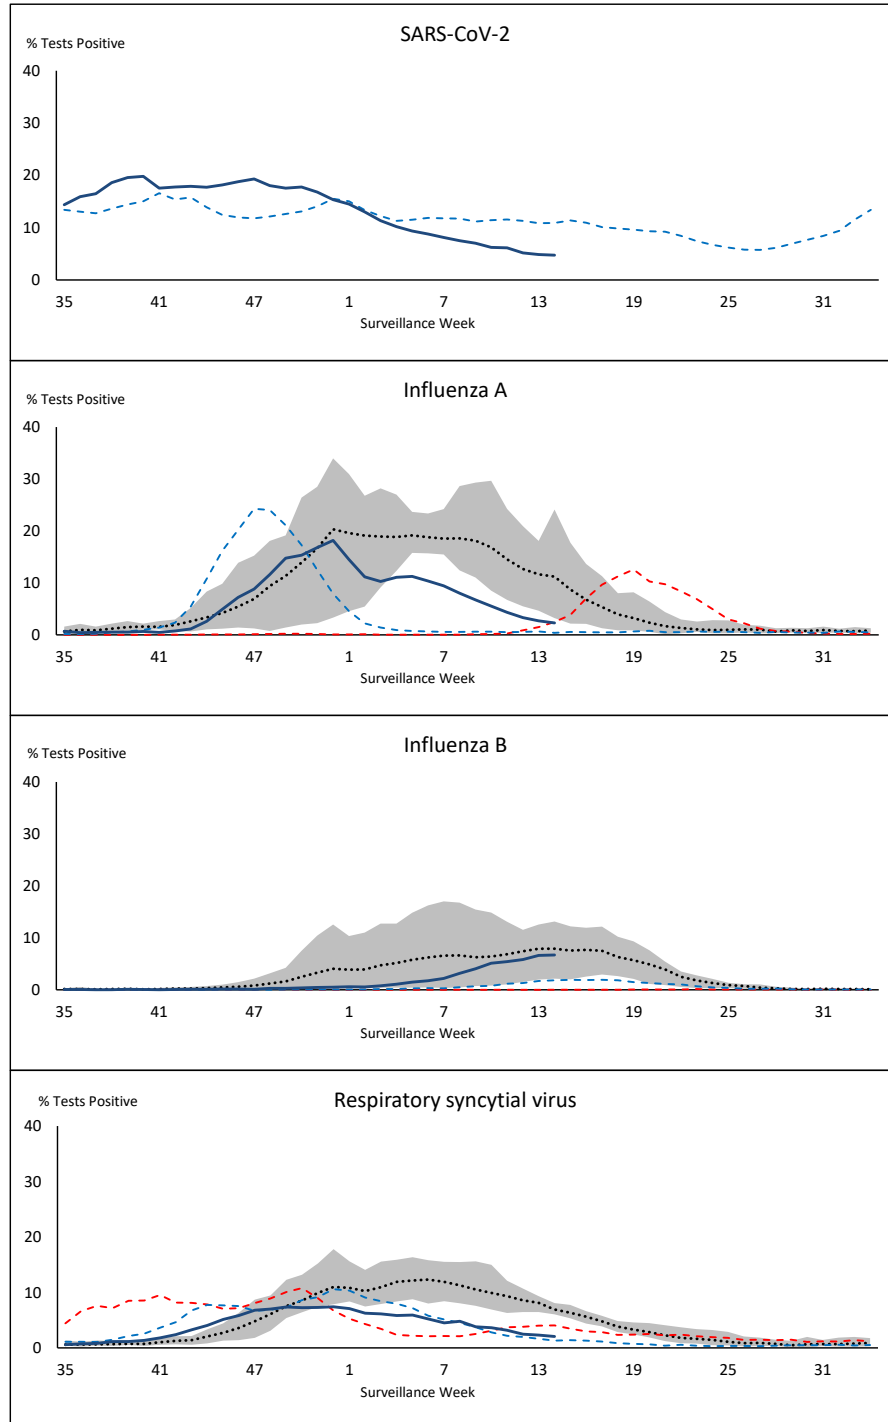 SARS-CoV-2
% Tests Positive
40
30
20
10
0
35 41 47 1 7 13 19 25 31
Surveillance Week
Influenza A
% Tests Positive
40
30
20
10
0
35 41 47 1 7 13 19 25 31
Surveillance Week
Influenza B
% Tests Positive
40
30
20
10
0
35 41 47 1 7 13 19 25 31
Surveillance Week
Respiratory syncytial virus
% Tests Positive
40
30
20
10
0
35 41 47 1 7 13 19 25 31
Surveillance Week